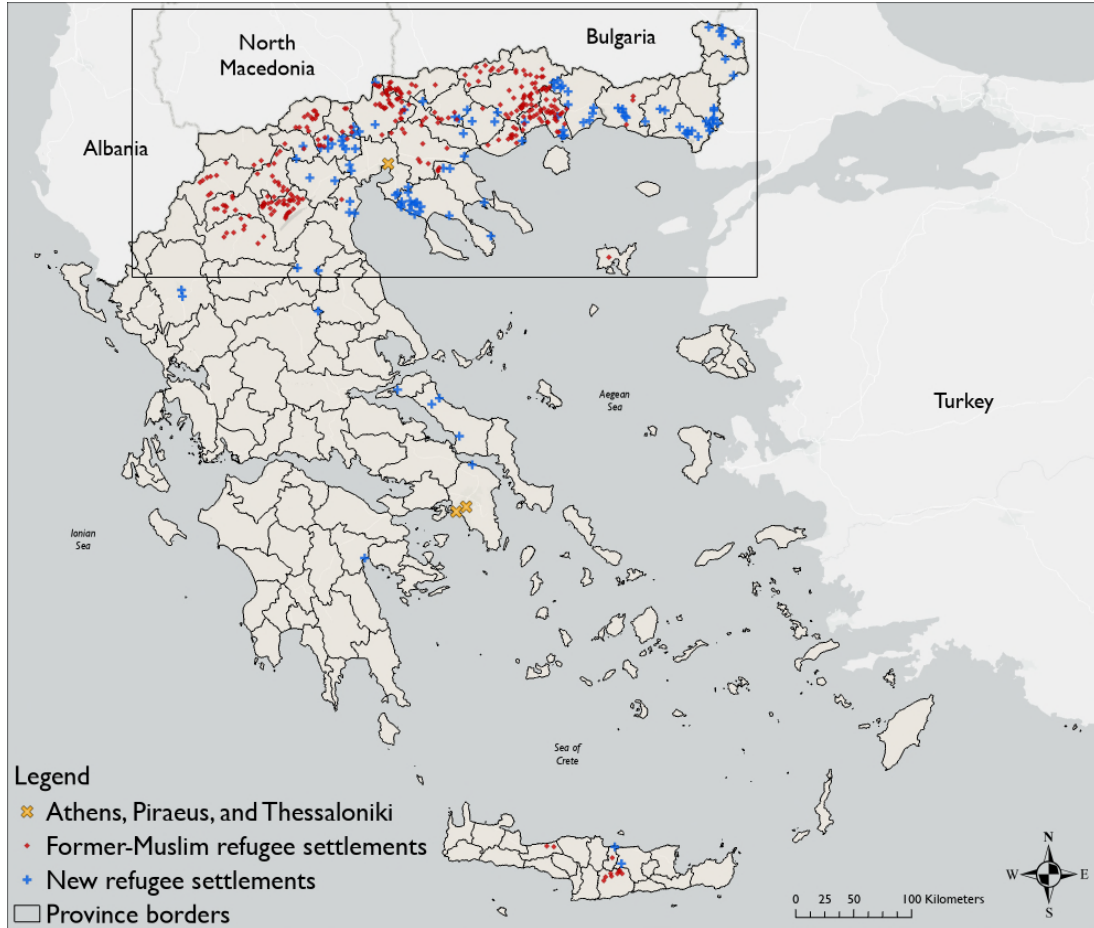 North
Macedonia
Bulgaria
Albania
Turkey
Aegean
Sea
Ionian
Sea
Sea of
Crete
Legend
Athens, Piraeus, and Thessaloniki
Former-Muslim refugee settlements
New refugee settlements
Province borders
N
W E
S
0 25 50 100 Kilometers